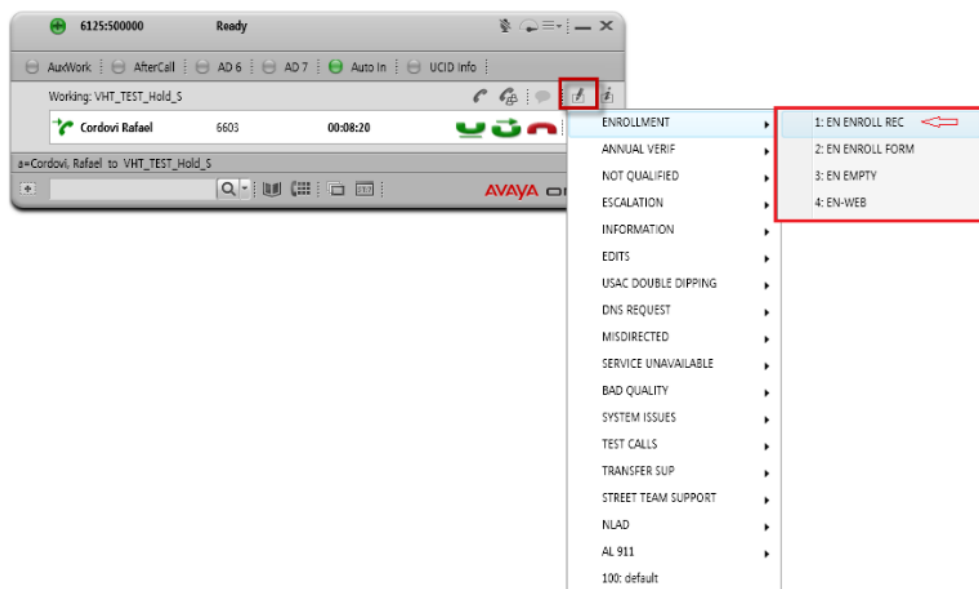 6125:500000 Ready
AuxWork AfterCall AD 6 AD 7 Auto In UCID Info
Working: VHT_TEST_Hold_S
Cordovi Rafael 6603 00:08:20
a=Cordovi, Rafael to VHT_TEST_Hold_S
AVAYA
ENROLLMENT
ANNUAL VERIF
NOT QUALIFIED
ESCALATION
INFORMATION
EDITS
USAC DOUBLE DIPPING
DNS REQUEST
MISDIRECTED
SERVICE UNAVAILABLE
BAD QUALITY
SYSTEM ISSUES
TEST CALLS
TRANSFER SUP
STREET TEAM SUPPORT
NLAD
AL 911
100: default
1: EN ENROLL REC
2: EN ENROLL FORM
3: EN EMPTY
4: EN-WEB